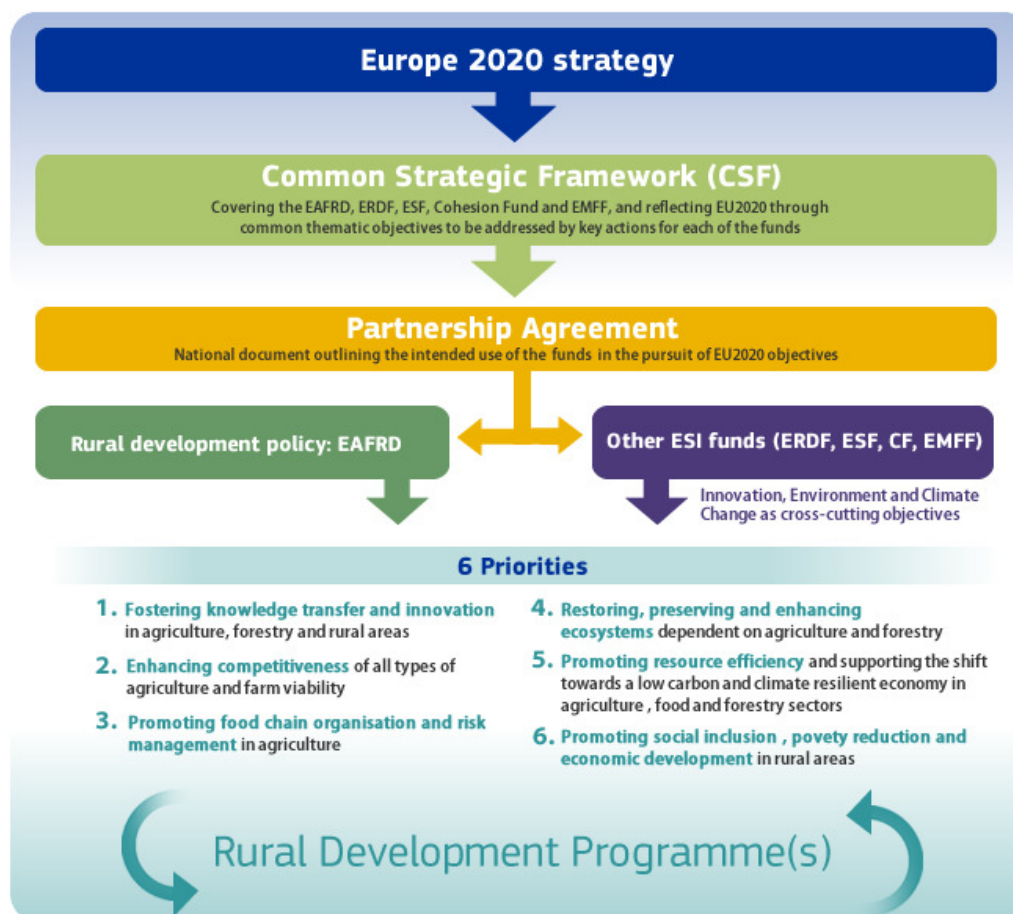 Europe 2020 strategy
Common Strategic Framework (CSF)
Covering the EAFRD, ERDF, ESF, Cohesion Fund and EMFF, and reflecting EU2020 through
common thematic objectives to be addressed by key actions for each of the funds
Partnership Agreement
National document outlining the intended use of the funds in the pursuit of EU2020 objectives
Rural development policy: EAFRD
Other ESI funds (ERDF, ESF, CF, EMFF)
Innovation, Environment and Climate
Change as cross-cutting objectives
6 Priorities
1. Fostering knowledge transfer and innovation
in agriculture, forestry and rural areas
2. Enhancing competitiveness of all types of
agriculture and farm viability
3. Promoting food chain organisation and risk
management in agriculture
4. Restoring, preserving and enhancing
ecosystems dependent on agriculture and forestry
5. Promoting resource efficiency and supporting the shift
towards a low carbon and climate resilient economy in
agriculture , food and forestry sectors
6. Promoting social inclusion , povety reduction and
economic development in rural areas
Rural Development Programme(s)